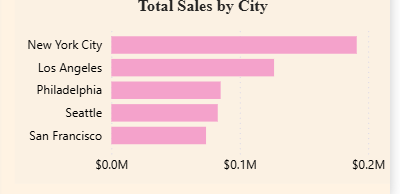 Total Sales by City
New York City
Los Angeles
Philadelphia
Seattle
San Francisco
$0.0M $0.1M $0.2M